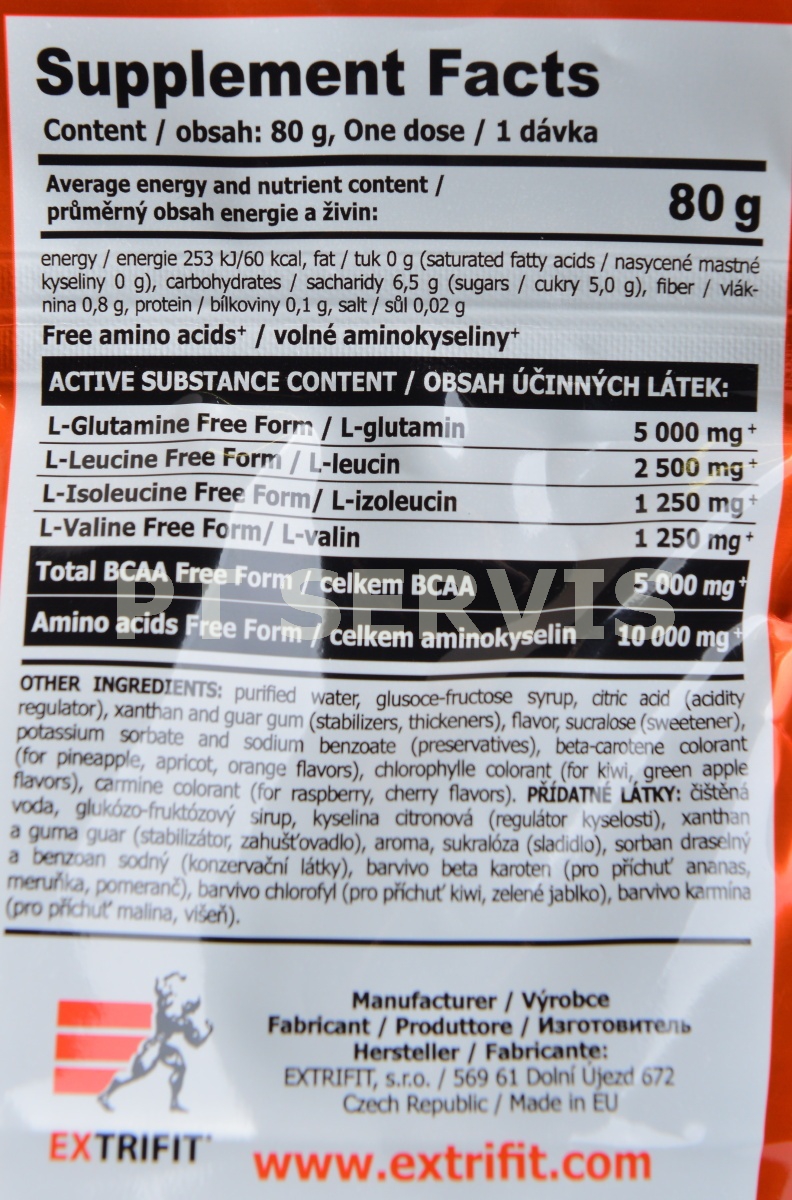 Supplement Facts
Content / obsah: 80 g, One dose / 1 dávka
Average energy and nutrient content /
průměrný obsah energie a živin:
80 g
energy / energie 253 kJ/60 kcal, fat / tuk 0 g (saturated fatty acids / nasycené mastné
kyseliny 0 g), carbohydrates / sacharidy 6,5 g (sugars / cukry 5,0 g), fiber / vlák-
nina 0,8 g, protein / bílkoviny 0,1 g, salt / sůl 0,02 g
Free amino acids+ / volné aminokyseliny+
ACTIVE SUBSTANCE CONTENT / OBSAH ÚČINNÝCH LÁTEK:
L-Glutamine Free Form / L-glutamin 5 000 mg+
L-Leucine Free Form / L-leucin 2 500 mg+
L-Isoleucine Free Form/ L-izoleucin 1 250 mg+
L-Valine Free Form/ L-valin 1 250 mg+
Total BCAA Free Form / celkem BCAA 5 000 mg+
PT SERVIS
Amino acids Free Form / celkem aminokyselin 10 000 mg+
OTHER INGREDIENTS: purified water, glusoce-fructose syrup, citric acid (acidity
regulator), xanthan and guar gum (stabilizers, thickeners), flavor, sucralose (sweetener),
potassium sorbate and sodium benzoate (preservatives), beta-carotene colorant
(for pineapple, apricot, orange flavors), chlorophylle colorant (for kiwi, green apple
flavors), carmine colorant (for raspberry, cherry flavors). PŘÍDATNÉ LÁTKY: čištěná
voda, glukózo-fruktózový sirup, kyselina citronová (regulátor kyselosti), xanthan
a guma guar (stabilizátor, zahušťovadlo), aroma, sukralóza (sladidlo), sorban draselný
a benzoan sodný (konzervační látky), barvivo beta karoten (pro příchuť ananas,
meruňka, pomeranč), barvivo chlorofyl (pro příchuť kiwi, zelené jablko), barvivo karmína
(pro příchuť malina, višeň).
Manufacturer / Výrobce
Fabricant / Produttore / Изготовитель
Hersteller / Fabricante:
EXTRIFIT, s.r.o. / 569 61 Dolní Újezd 672
Czech Republic / Made in EU
EXTRIFIT
www.extrifit.com